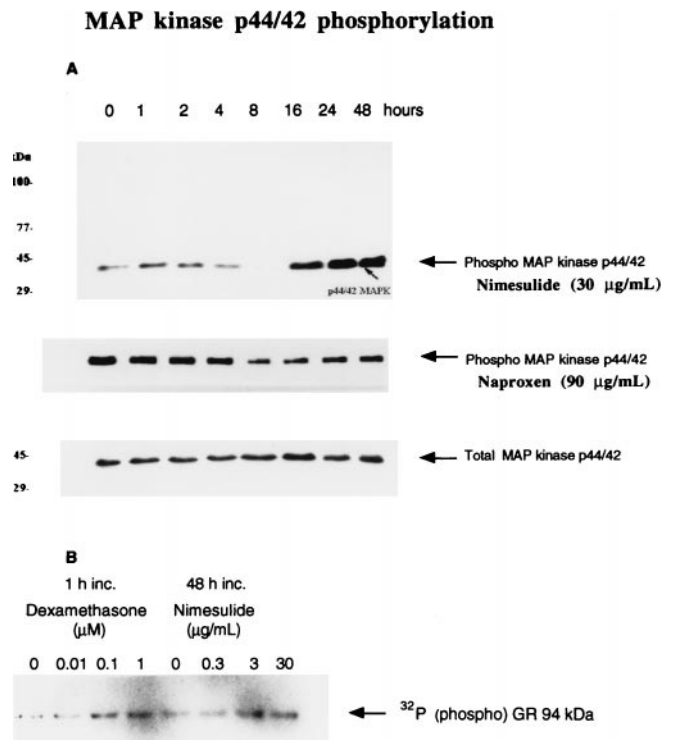 MAP kinase p44/42 phosphorylation
A
0 1 2 4 8 16 24 48 hours
kDa
100-
77-
45-
29-
p44/42 MAPK
Phospho MAP kinase p44/42
Nimesulide (30 μg/mL)
Phospho MAP kinase p44/42
Naproxen (90 μg/mL)
45-
29-
Total MAP kinase p44/42
B
1 h inc. 48 h inc.
Dexamethasone Nimesulide
(μM) (μg/mL)
0 0.01 0.1 1 0 0.3 3 30
³²P (phospho) GR 94 kDa